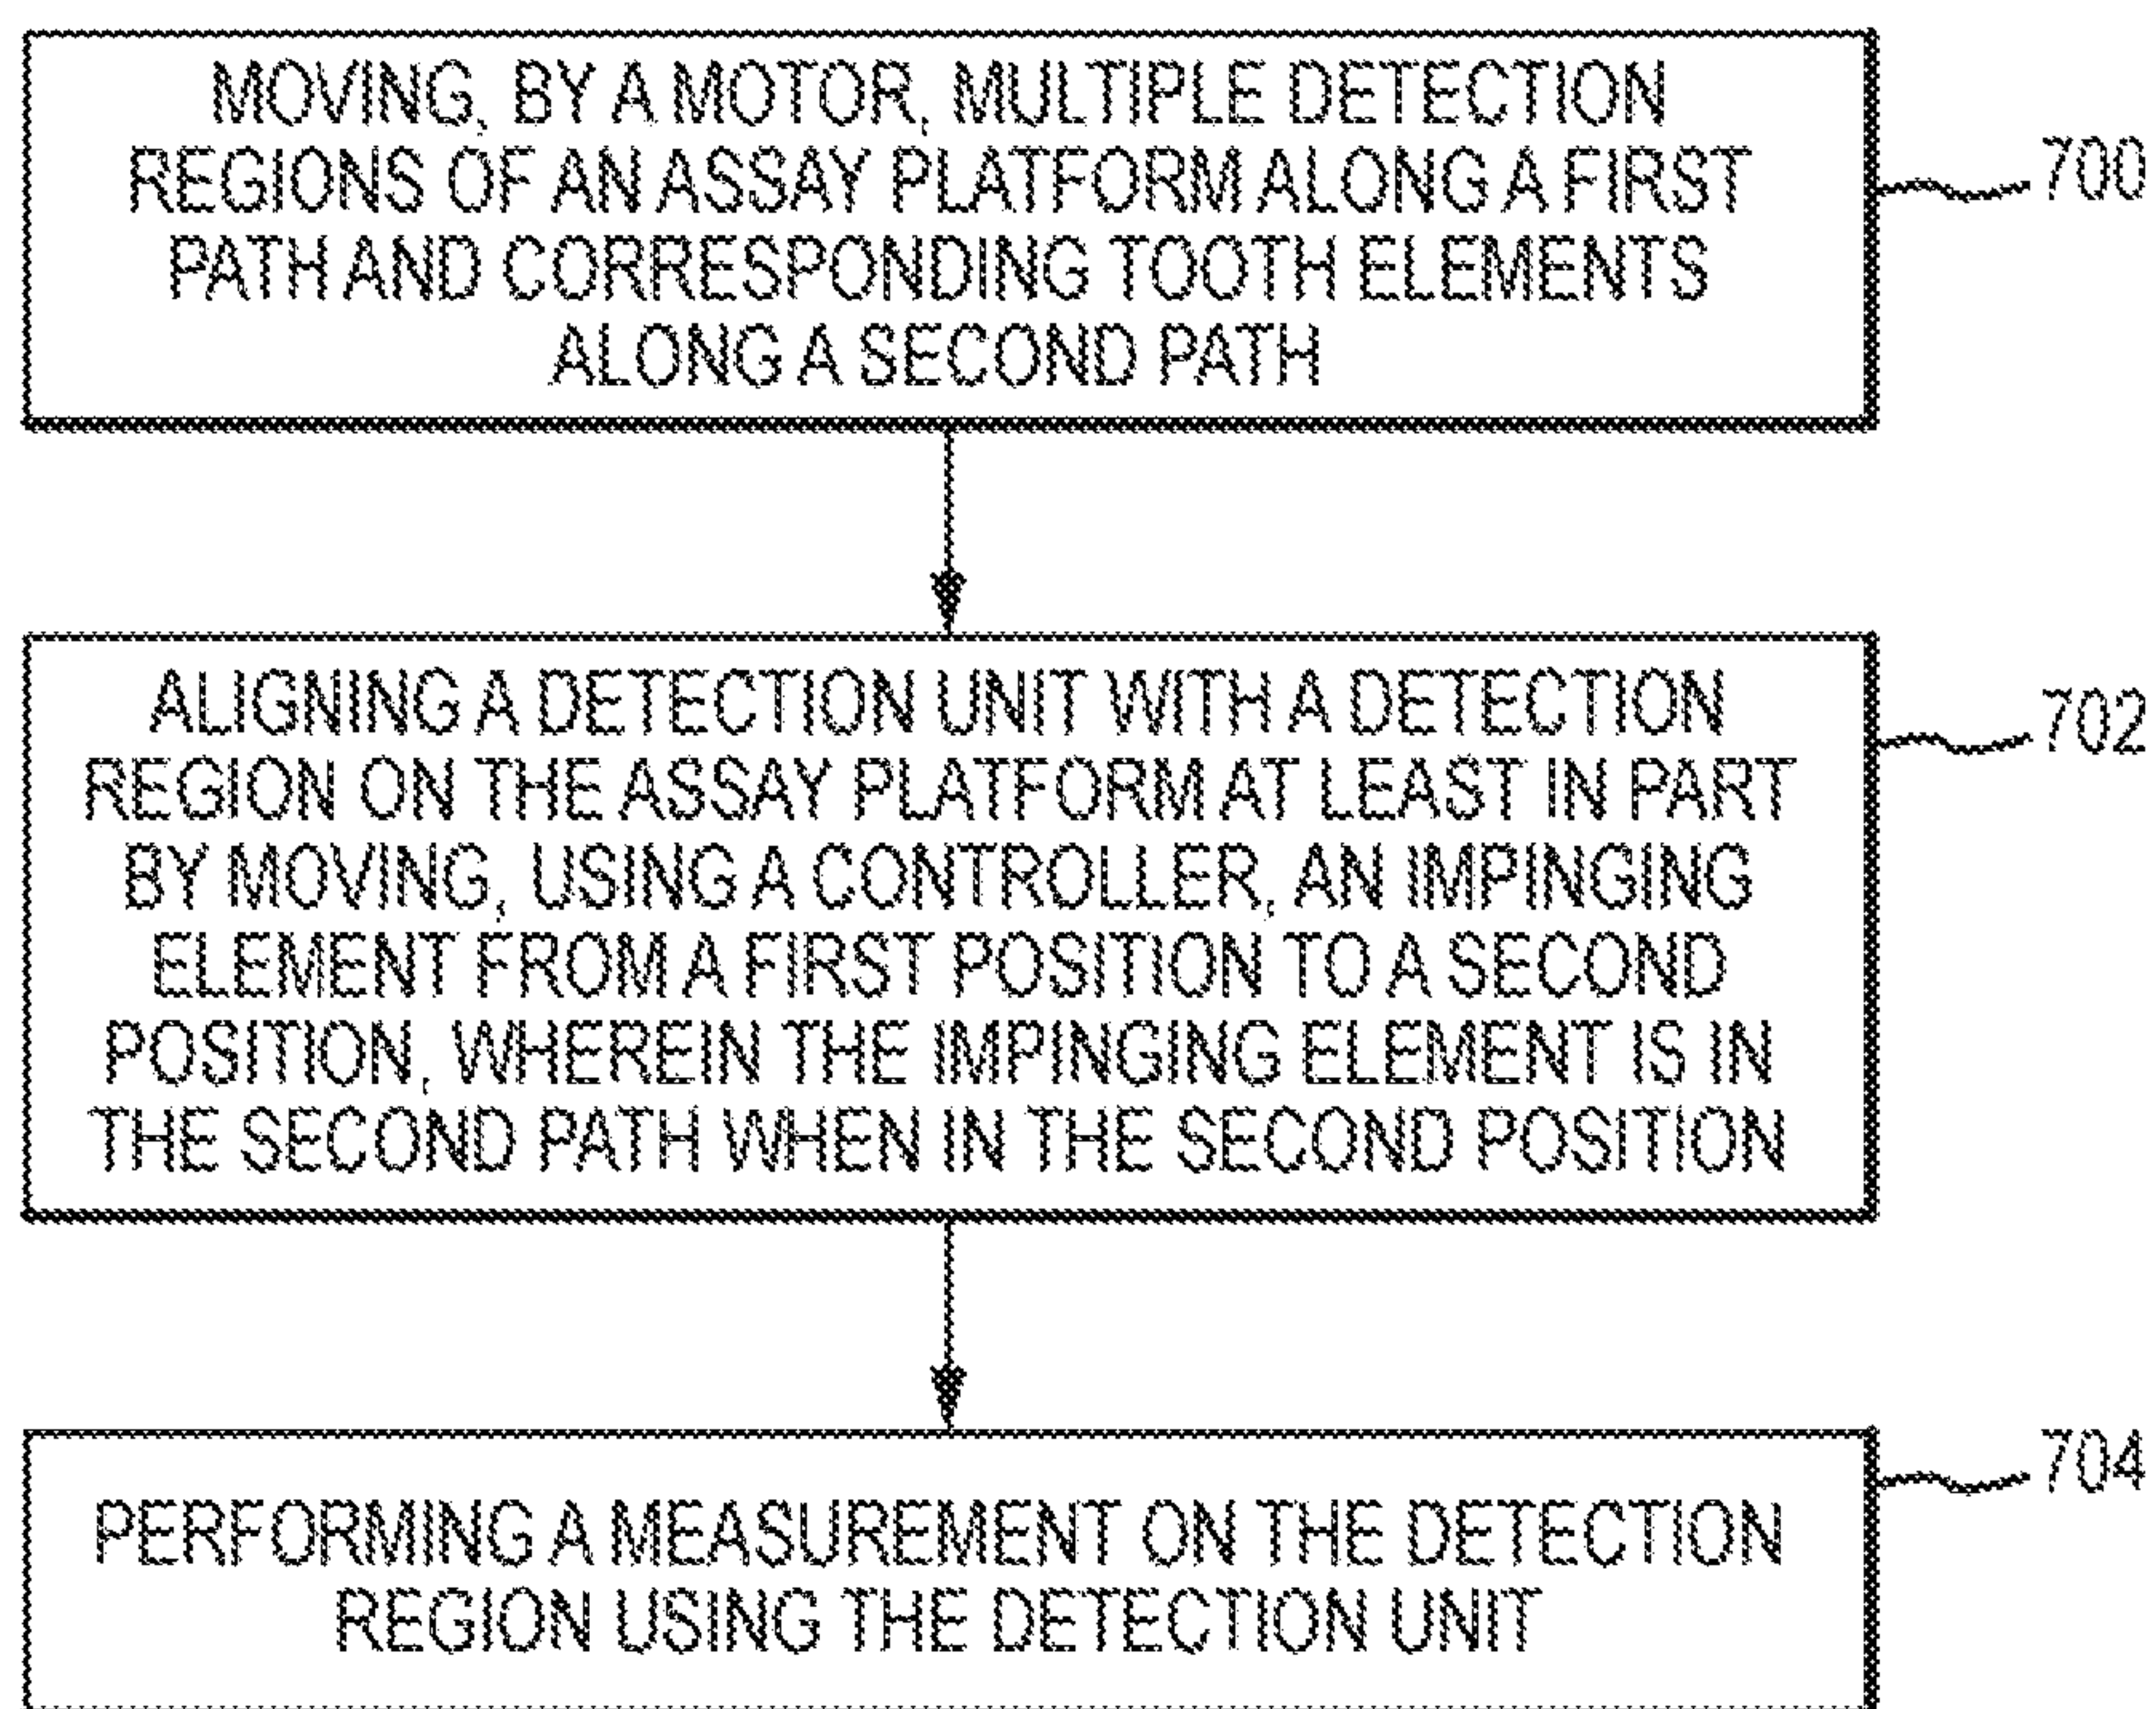 MOVING, BY A MOTOR, MULTIPLE DETECTION
REGIONS OF AN ASSAY PLATFORM ALONG A FIRST
PATH AND CORRESPONDING TOOTH ELEMENTS
ALONG A SECOND PATH
700
ALIGNING A DETECTION UNIT WITH A DETECTION
REGION ON THE ASSAY PLATFORM AT LEAST IN PART
BY MOVING, USING A CONTROLLER, AN IMPINGING
ELEMENT FROM A FIRST POSITION TO A SECOND
POSITION, WHEREIN THE IMPINGING ELEMENT IS IN
THE SECOND PATH WHEN IN THE SECOND POSITION
702
PERFORMING A MEASUREMENT ON THE DETECTION
REGION USING THE DETECTION UNIT
704